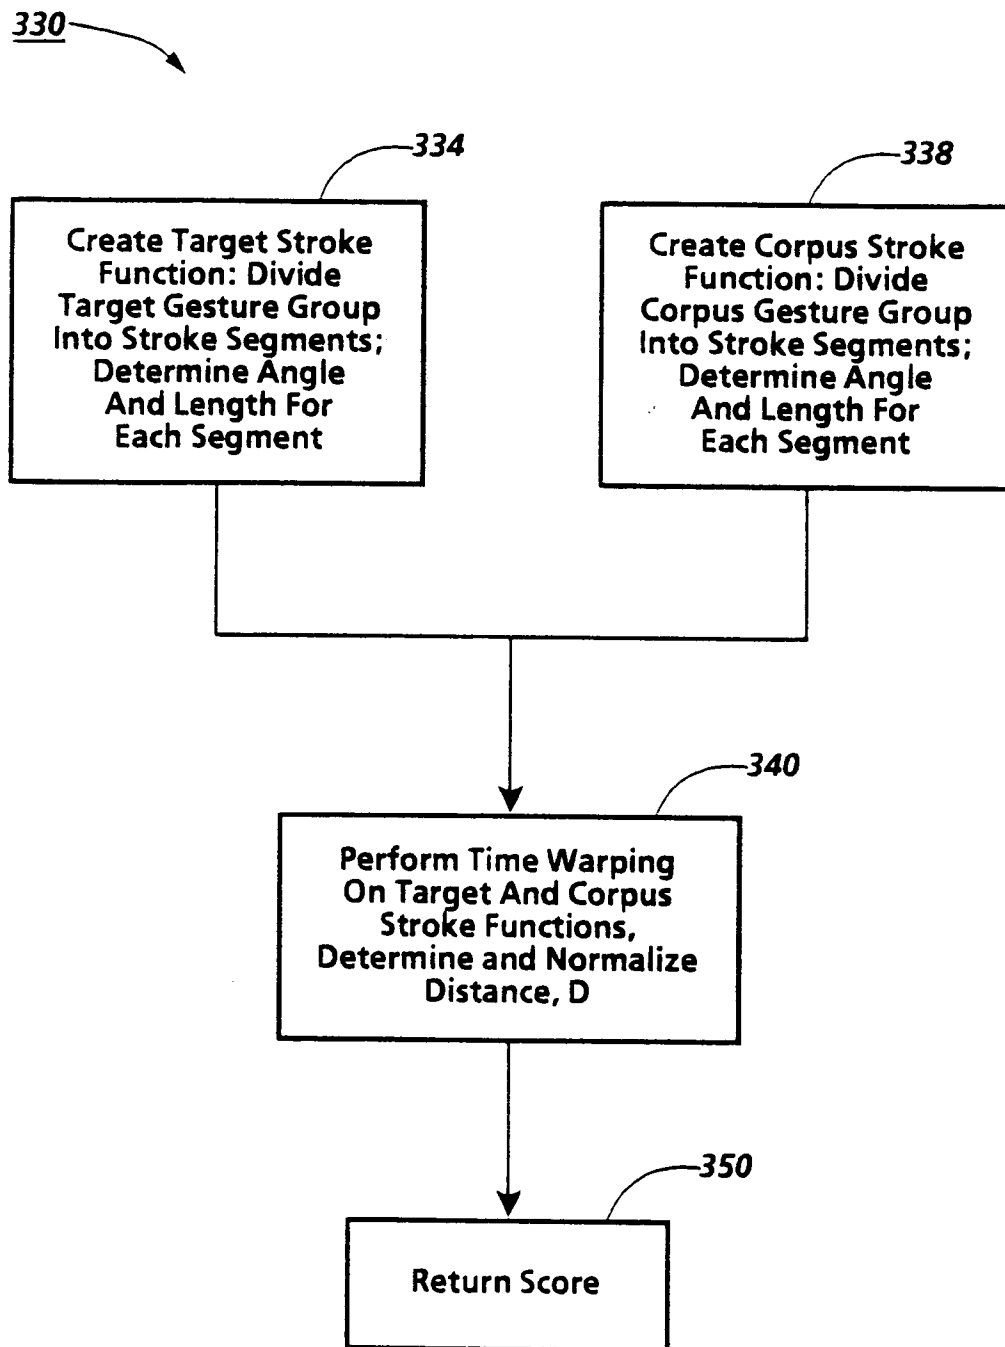 330
334
Create Target Stroke
Function: Divide
Target Gesture Group
Into Stroke Segments;
Determine Angle
And Length For
Each Segment
338
Create Corpus Stroke
Function: Divide
Corpus Gesture Group
Into Stroke Segments;
Determine Angle
And Length For
Each Segment
340
Perform Time Warping
On Target And Corpus
Stroke Functions,
Determine and Normalize
Distance, D
350
Return Score